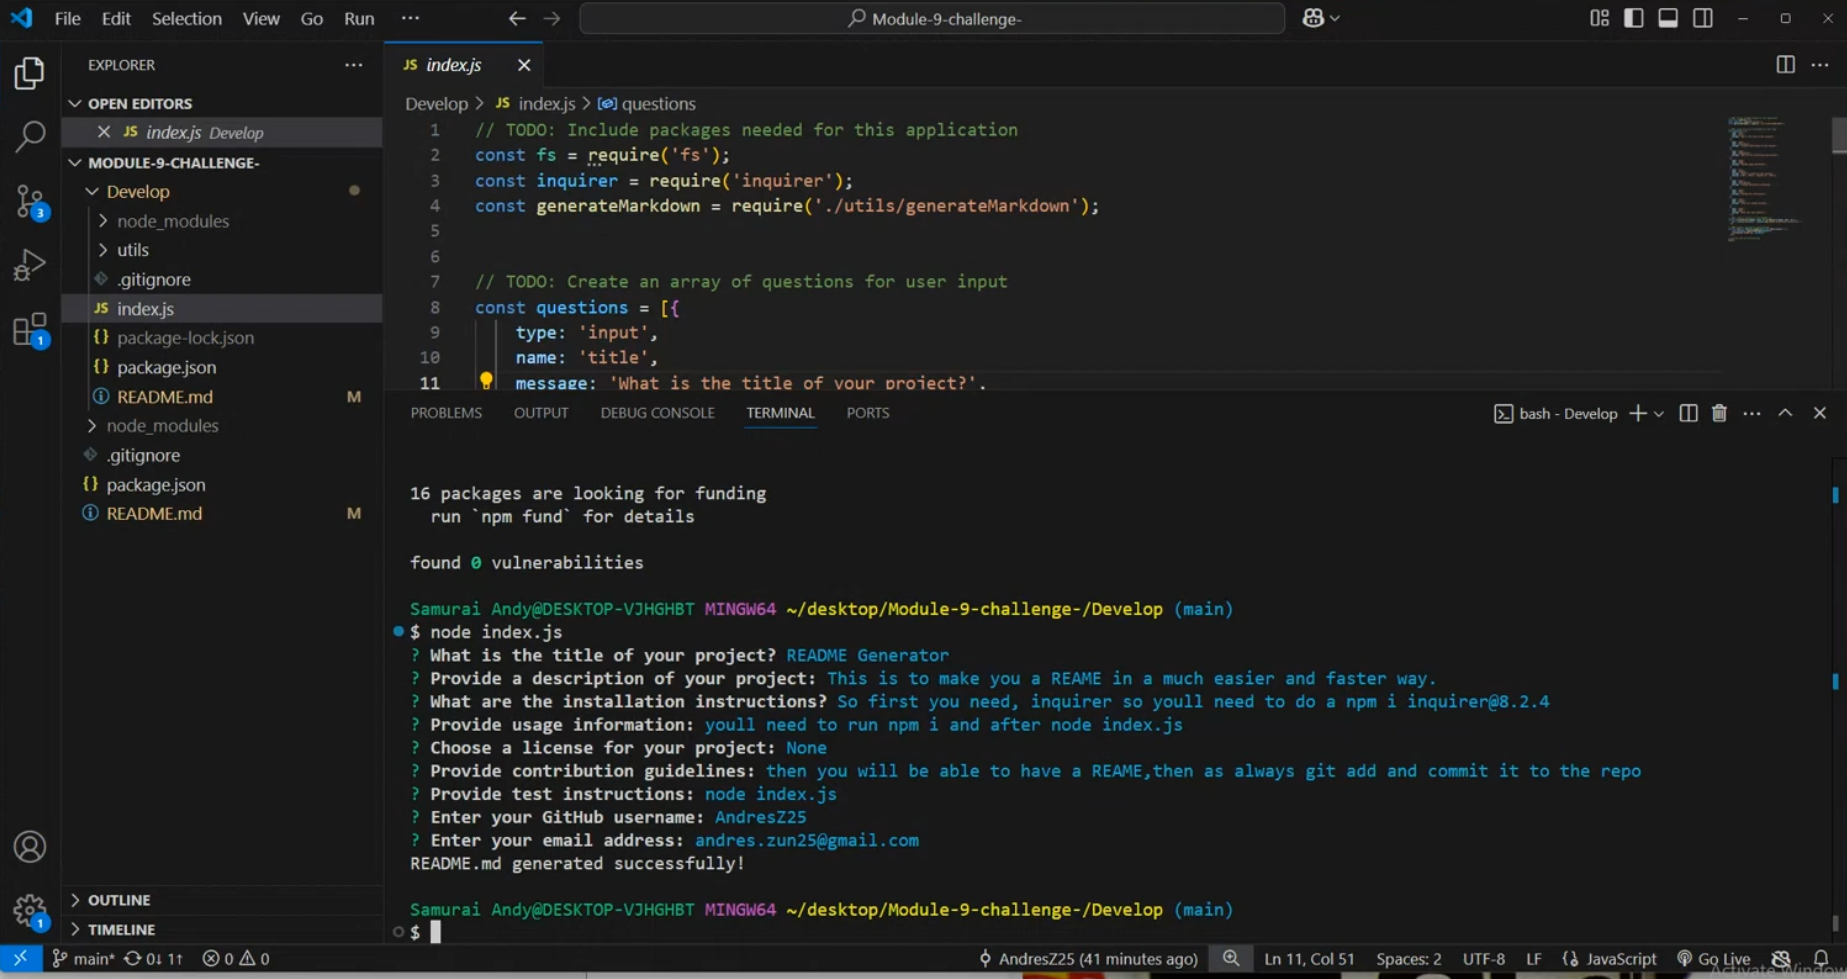 File Edit Selection View Go Run ··· Module-9-challenge-
EXPLORER ···
OPEN EDITORS
JS index.js Develop
MODULE-9-CHALLENGE-
Develop
node_modules
utils
.gitignore
JS index.js
{} package-lock.json
{} package.json
README.md M
node_modules
.gitignore
{} package.json
README.md M
OUTLINE
TIMELINE
3
1
1
JS index.js
Develop > JS index.js > questions
1 // TODO: Include packages needed for this application
2 const fs = require('fs');
3 const inquirer = require('inquirer');
4 const generateMarkdown = require('./utils/generateMarkdown');
5
6
7 // TODO: Create an array of questions for user input
8 const questions = [{
9 type: 'input',
10 name: 'title',
11 message: 'What is the title of your project?',
PROBLEMS OUTPUT DEBUG CONSOLE TERMINAL PORTS bash - Develop
16 packages are looking for funding
run `npm fund` for details
found 0 vulnerabilities
Samurai Andy@DESKTOP-VJHGHBT MINGW64 ~/desktop/Module-9-challenge-/Develop (main)
$ node index.js
? What is the title of your project? README Generator
? Provide a description of your project: This is to make you a REAME in a much easier and faster way.
? What are the installation instructions? So first you need, inquirer so youll need to do a npm i inquirer@8.2.4
? Provide usage information: youll need to run npm i and after node index.js
? Choose a license for your project: None
? Provide contribution guidelines: then you will be able to have a REAME,then as always git add and commit it to the repo
? Provide test instructions: node index.js
? Enter your GitHub username: AndresZ25
? Enter your email address: andres.zun25@gmail.com
README.md generated successfully!
Samurai Andy@DESKTOP-VJHGHBT MINGW64 ~/desktop/Module-9-challenge-/Develop (main)
$
main* 0↓ 1↑ 0 0 AndresZ25 (41 minutes ago) Ln 11, Col 51 Spaces: 2 UTF-8 LF {} JavaScript Go Live